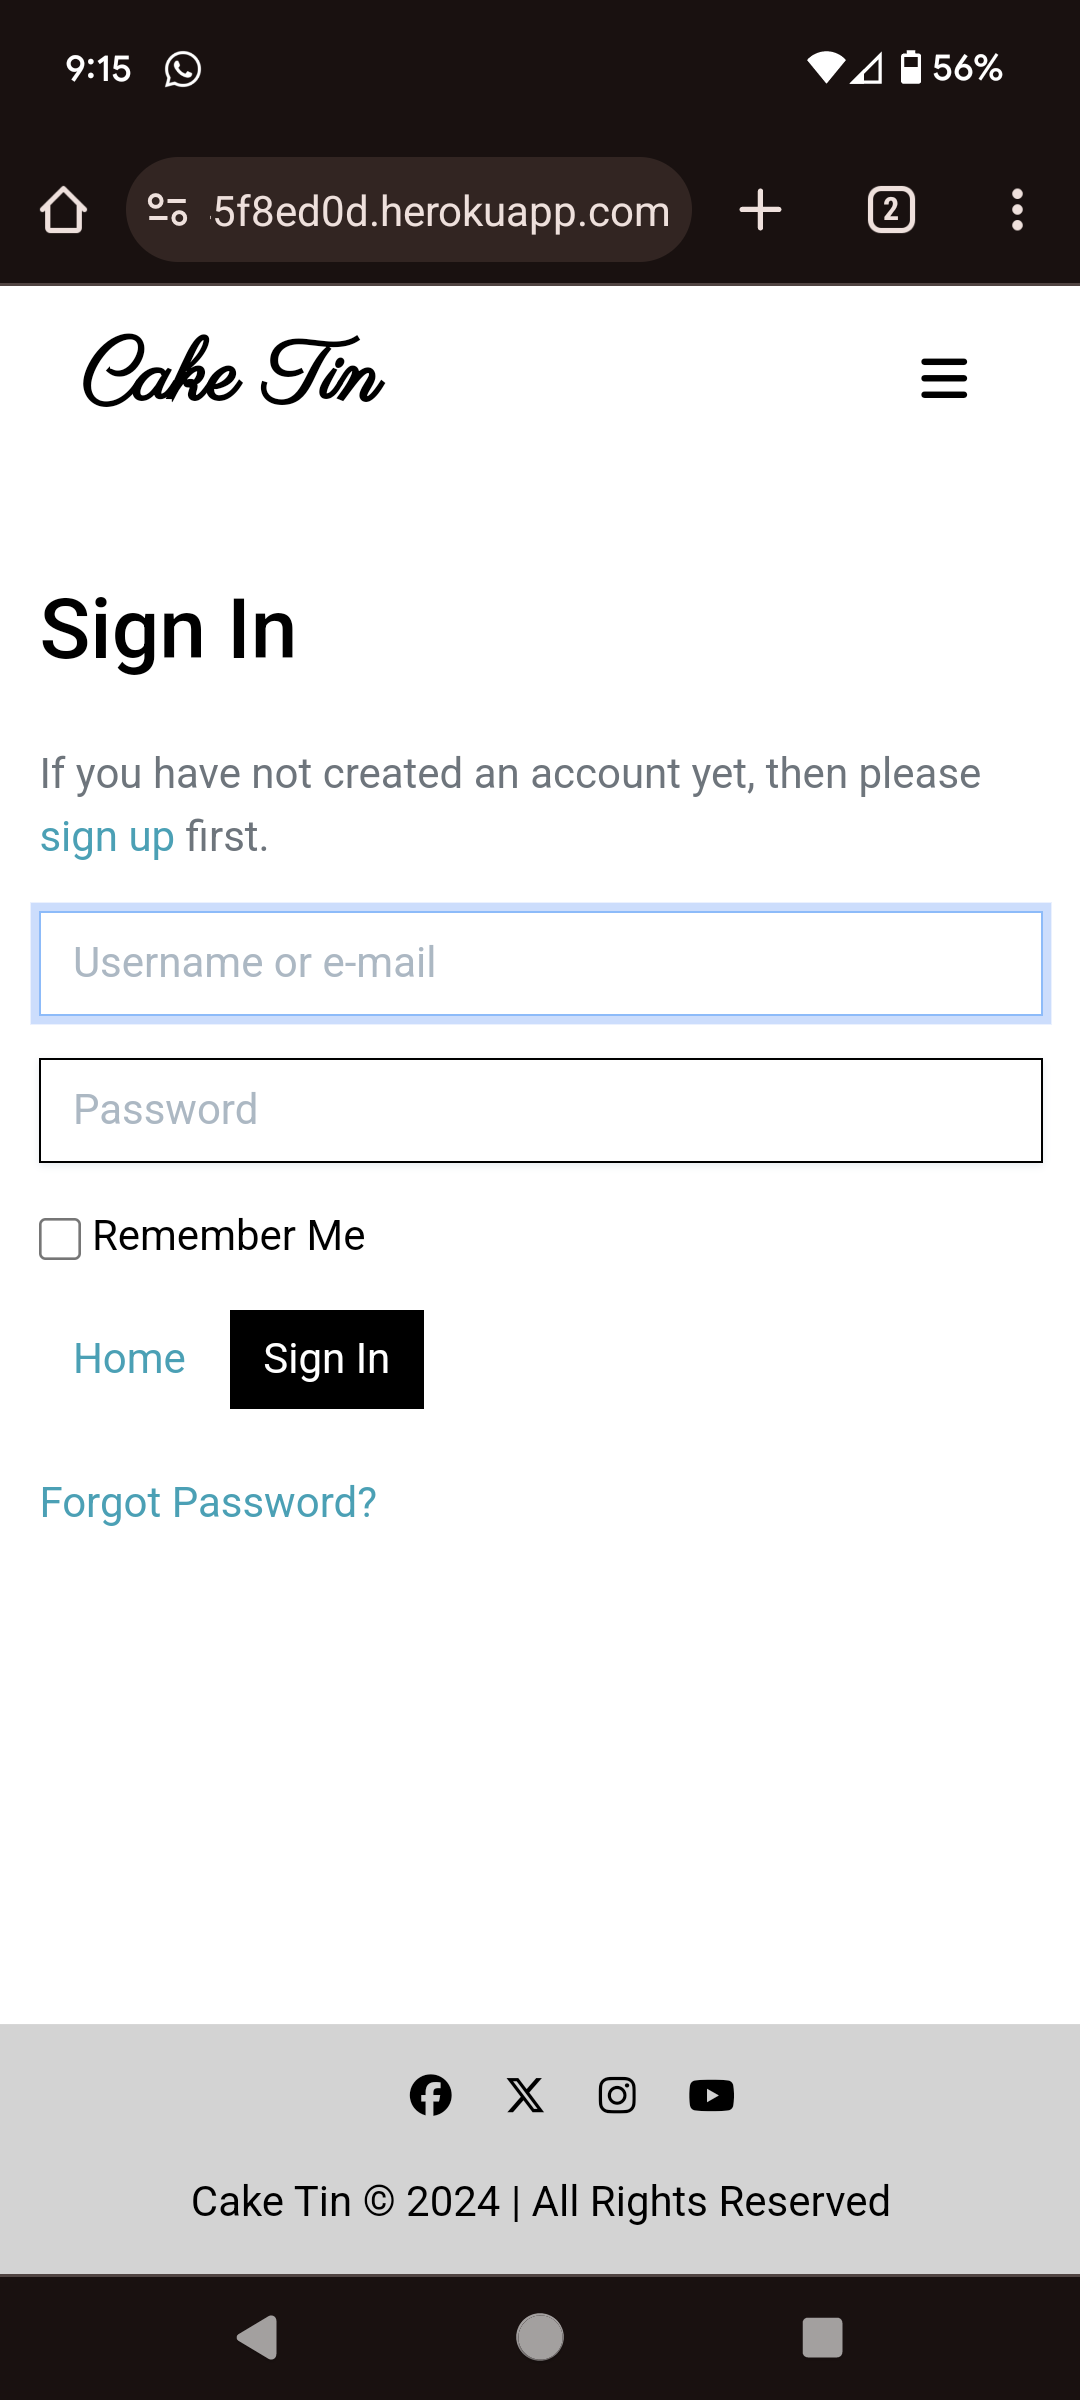 9:15
56%
5f8ed0d.herokuapp.com
2
Cake Tin
Sign In
If you have not created an account yet, then please
sign up first.
Username or e-mail
Password
Remember Me
Home
Sign In
Forgot Password?
Cake Tin © 2024 | All Rights Reserved